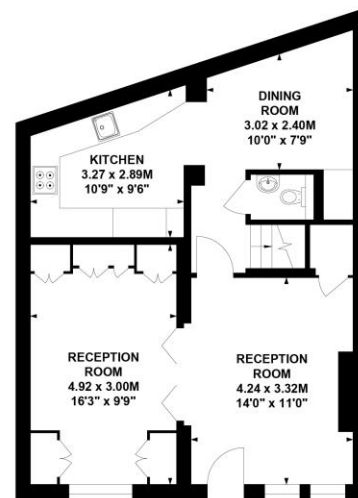 DINING
ROOM
3.02 x 2.40M
10'0" x 7'9"
KITCHEN
3.27 x 2.89M
10'9" x 9'6"
RECEPTION
ROOM
4.92 x 3.00M
16'3" x 9'9"
RECEPTION
ROOM
4.24 x 3.32M
14'0" x 11'0"